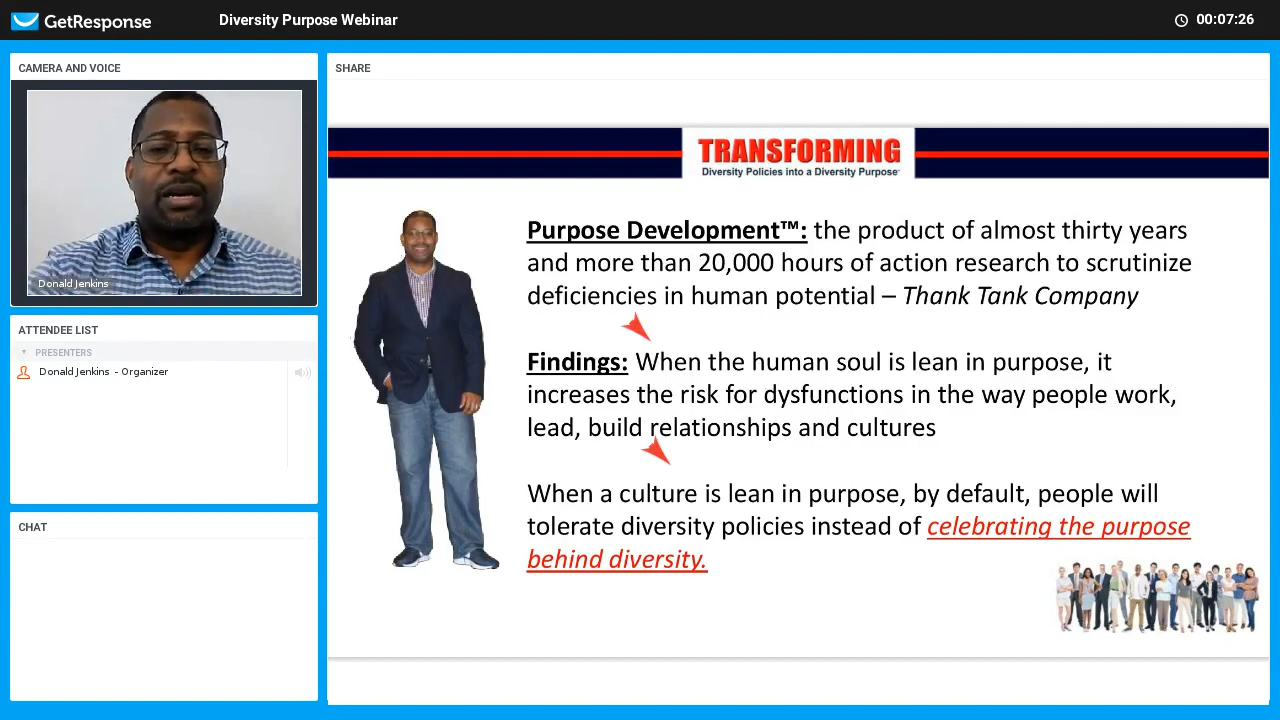 GetResponse
Diversity Purpose Webinar
00:07:26
CAMERA AND VOICE
Donald Jenkins
ATTENDEE LIST
PRESENTERS
Donald Jenkins - Organizer
CHAT
SHARE
TRANSFORMING
Diversity Policies into a Diversity Purpose
Purpose Development™: the product of almost thirty years
and more than 20,000 hours of action research to scrutinize
deficiencies in human potential – Thank Tank Company
Findings: When the human soul is lean in purpose, it
increases the risk for dysfunctions in the way people work,
lead, build relationships and cultures
When a culture is lean in purpose, by default, people will
tolerate diversity policies instead of celebrating the purpose
behind diversity.